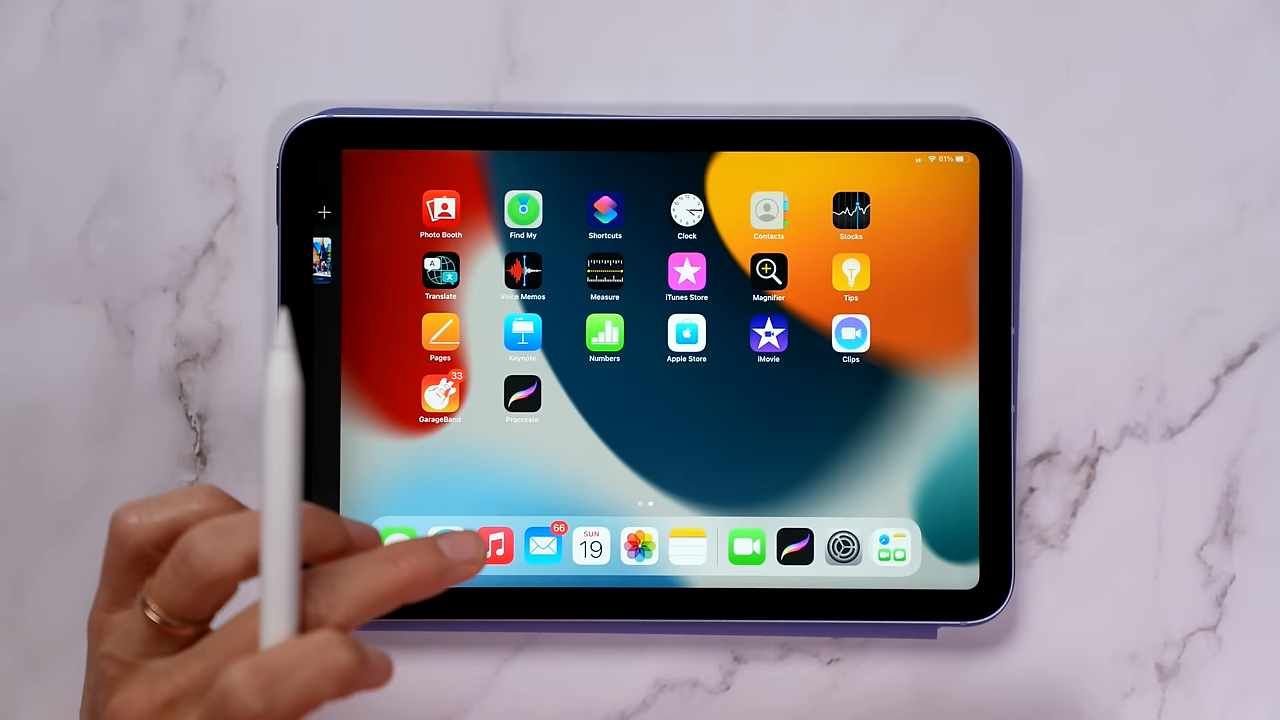 61%
Photo Booth
Find My
Shortcuts
Clock
Contacts
Stocks
Translate
Voice Memos
Measure
iTunes Store
Magnifier
Tips
Pages
Keynote
Numbers
Apple Store
iMovie
Clips
33
GarageBand
Procreate
66
SUN
19